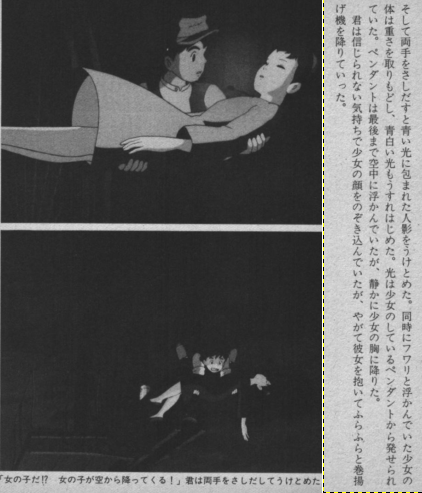 そして両手をさしだすと青い光に包まれた人影をうけとめた。同時にフワリと浮かんでいた少女の
体は重さを取りもどし、青白い光もうすれはじめた。光は少女のしているペンダントから発せられ
ていた。ペンダントは最後まで空中に浮かんでいたが、静かに少女の胸に降りた。
　君は信じられない気持ちで少女の顔をのぞき込んでいたが、やがて彼女を抱いてふらふらと巻揚
げ機を降りていった。
「女の子だ!?　女の子が空から降ってくる！」君は両手をさしだしてうけとめた